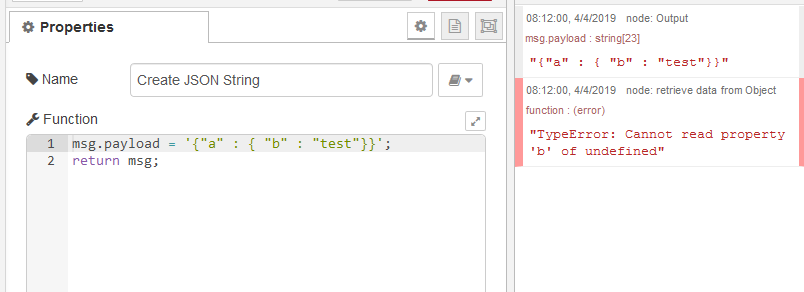 Properties
Name
Create JSON String
Function
1 msg.payload = '{"a" : { "b" : "test"}}';
2 return msg;
08:12:00, 4/4/2019 node: Output
msg.payload : string[23]
"{"a" : { "b" : "test"}}"
08:12:00, 4/4/2019 node: retrieve data from Object
function : (error)
"TypeError: Cannot read property
'b' of undefined"